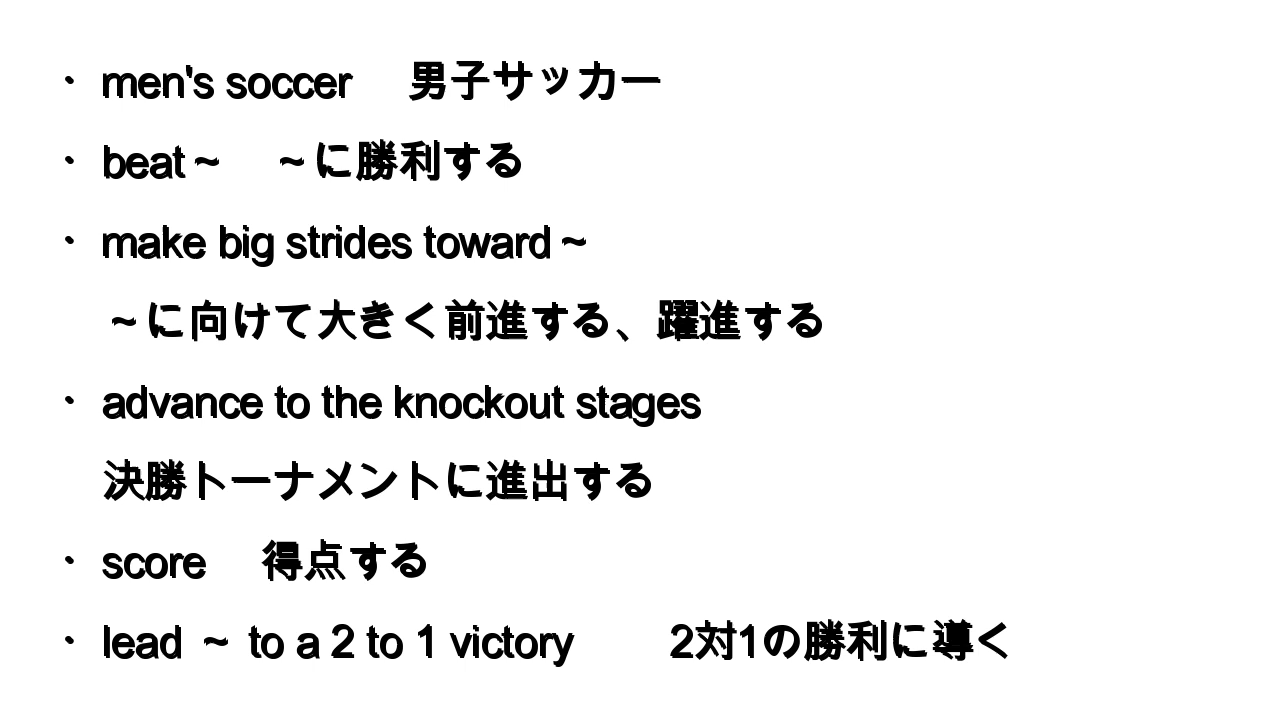 ・ men's soccer　男子サッカー
・ beat～　～に勝利する
・ make big strides toward～
～に向けて大きく前進する、躍進する
・ advance to the knockout stages
決勝トーナメントに進出する
・ score　得点する
・ lead ～ to a 2 to 1 victory　　2対1の勝利に導く